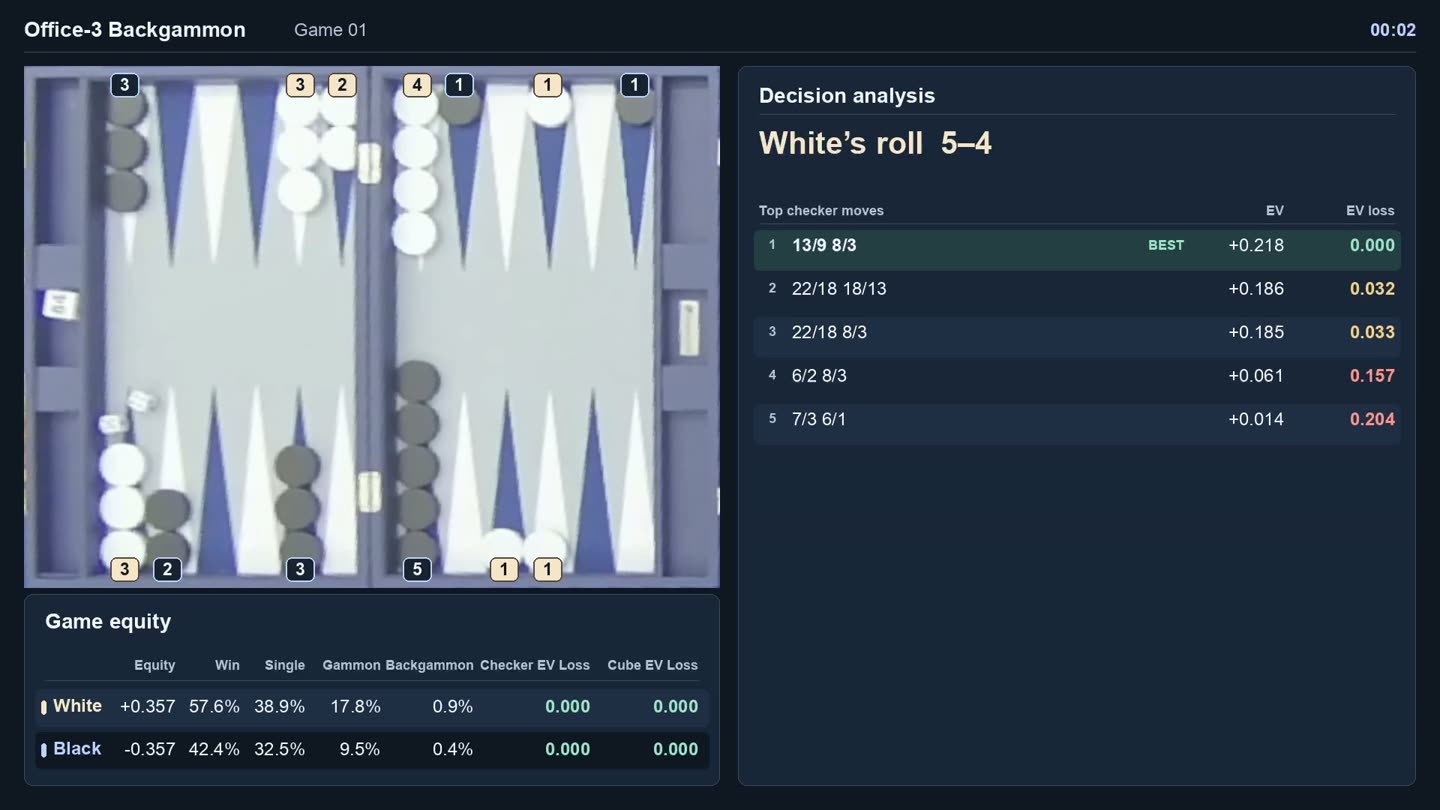 Office-3 Backgammon Game 01 00:02
3 3 2 4 1 1 1
64
3 2 3 5 1 1
Decision analysis
White’s roll 5–4
Top checker moves EV EV loss
1 13/9 8/3 BEST +0.218 0.000
2 22/18 18/13 +0.186 0.032
3 22/18 8/3 +0.185 0.033
4 6/2 8/3 +0.061 0.157
5 7/3 6/1 +0.014 0.204
Game equity
Equity Win Single Gammon Backgammon Checker EV Loss Cube EV Loss
White +0.357 57.6% 38.9% 17.8% 0.9% 0.000 0.000
Black -0.357 42.4% 32.5% 9.5% 0.4% 0.000 0.000